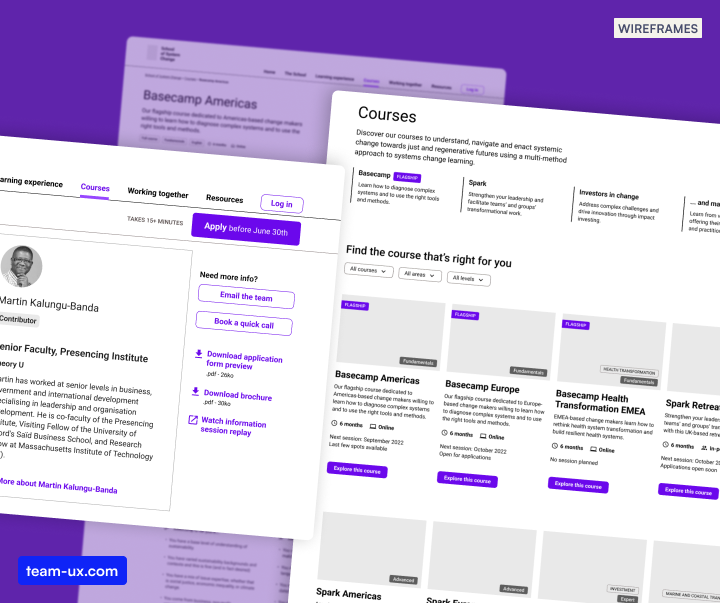 WIREFRAMES
School
of System
Change
Home The School Learning experience Courses Working together Resources Log in
Basecamp Americas
Our flagship course dedicated to Americas-based change makers
willing to learn how to diagnose complex systems and to use the
right tools and methods.
Courses
Discover our courses to understand, navigate and enact systemic
change towards just and regenerative futures using a multi-method
approach to systems change learning.
Basecamp FLAGSHIP
Learn how to diagnose complex
systems and to use the right tools
and methods.
Spark
Strengthen your leadership and
facilitate teams' and groups'
transformational work.
Investors in change
Address complex challenges and
drive innovation through impact
investing.
... and ma
Learn from v
offering their
and practition
Find the course that's right for you
All courses All areas All levels
FLAGSHIP
Fundamentals
Basecamp Americas
Our flagship course dedicated to
Americas-based change makers willing to
learn how to diagnose complex systems
and to use the right tools and methods.
6 months Online
Next session: September 2022
Last few spots available
Explore this course
FLAGSHIP
Fundamentals
Basecamp Europe
Our flagship course dedicated to Europe-
based change makers willing to learn how
to diagnose complex systems and to use
the right tools and methods.
6 months Online
Next session: October 2022
Open for applications
Explore this course
FLAGSHIP
HEALTH TRANSFORMATION
Fundamentals
Basecamp Health
Transformation EMEA
EMEA-based change makers learn how to
rethink health system transformation and
build resilient health systems.
6 months Online
No session planned
Explore this course
Spark Retrea
Strengthen your leade
facilitate teams' and g
with this UK-based retre
6 months In-p
Next session: October 20
Applications open soon
Explore this course
Advanced
Spark Americas
Advanced
Spark Eur
INVESTMENT
Expert
MARINE AND COASTAL TRAN
arning experience Courses Working together Resources Log in
TAKES 15+ MINUTES
Apply before June 30th
Martin Kalungu-Banda
Contributor
enior Faculty, Presencing Institute
heory U
artin has worked at senior levels in business,
vernment and international development
ecialising in leadership and organisation
elopment. He is co-faculty of the Presencing
titute, Visiting Fellow of the University of
ord's Saïd Business School, and Research
ow at Massachusetts Institute of Technology
).
More about Martin Kalungu-Banda
Need more info?
Email the team
Book a quick call
Download application
form preview
.pdf - 26ko
Download brochure
.pdf - 30ko
Watch information
session replay
team-ux.com